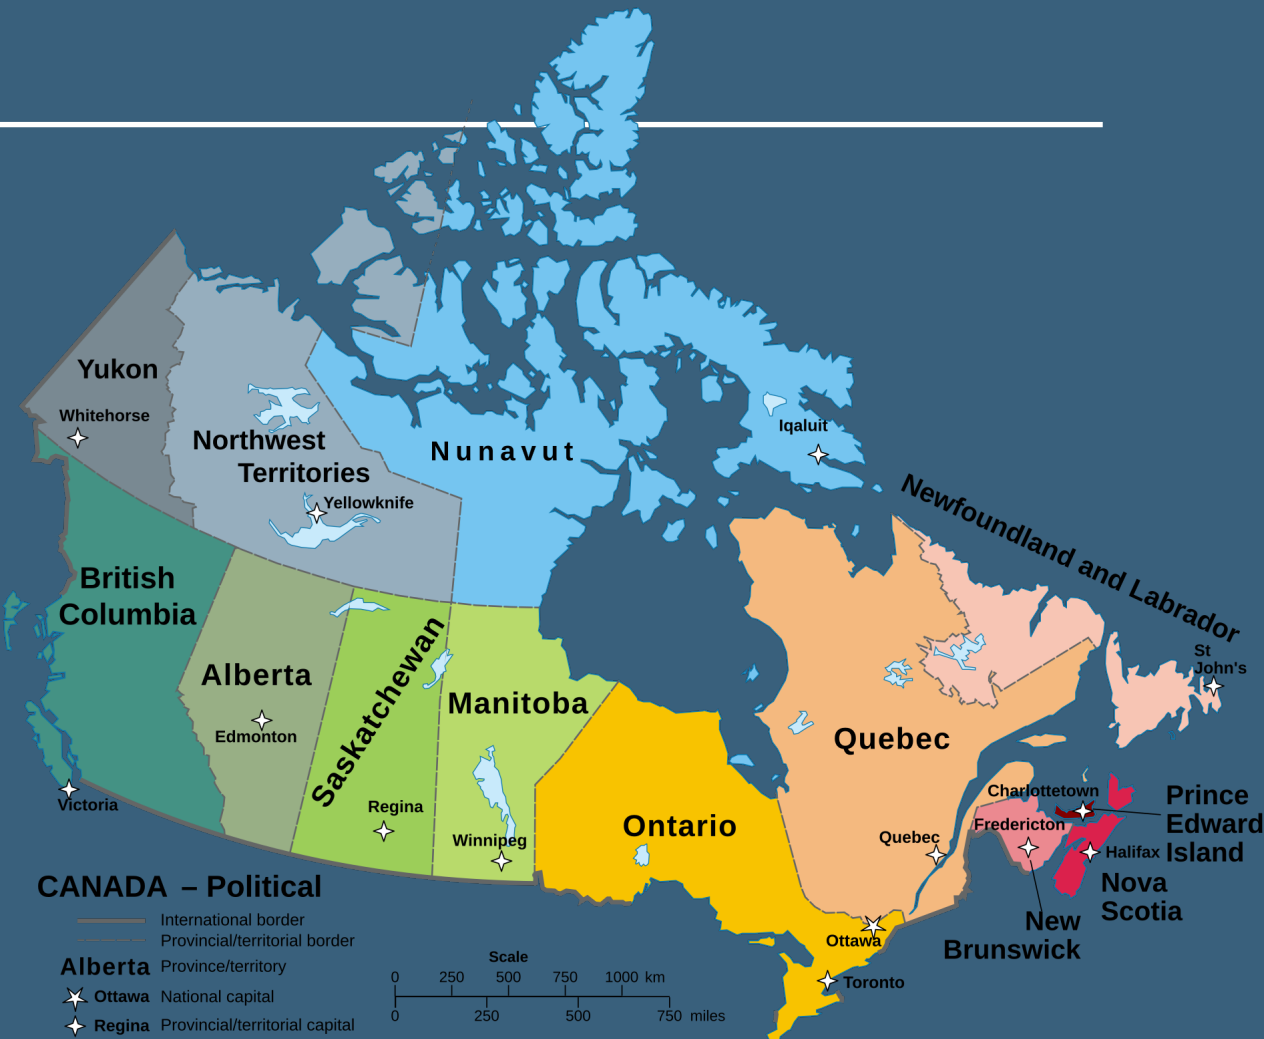 Yukon
Whitehorse
Northwest
Territories
Yellowknife
Nunavut
Iqaluit
Newfoundland and Labrador
St
John's
British
Columbia
Victoria
Alberta
Edmonton
Saskatchewan
Regina
Manitoba
Winnipeg
Ontario
Quebec
Quebec
Ottawa
Toronto
Charlottetown
Fredericton
Halifax
Prince
Edward
Island
Nova
Scotia
New
Brunswick
CANADA – Political
International border
Provincial/territorial border
Alberta Province/territory
Ottawa National capital
Regina Provincial/territorial capital
Scale
0 250 500 750 1000 km
0 250 500 750 miles